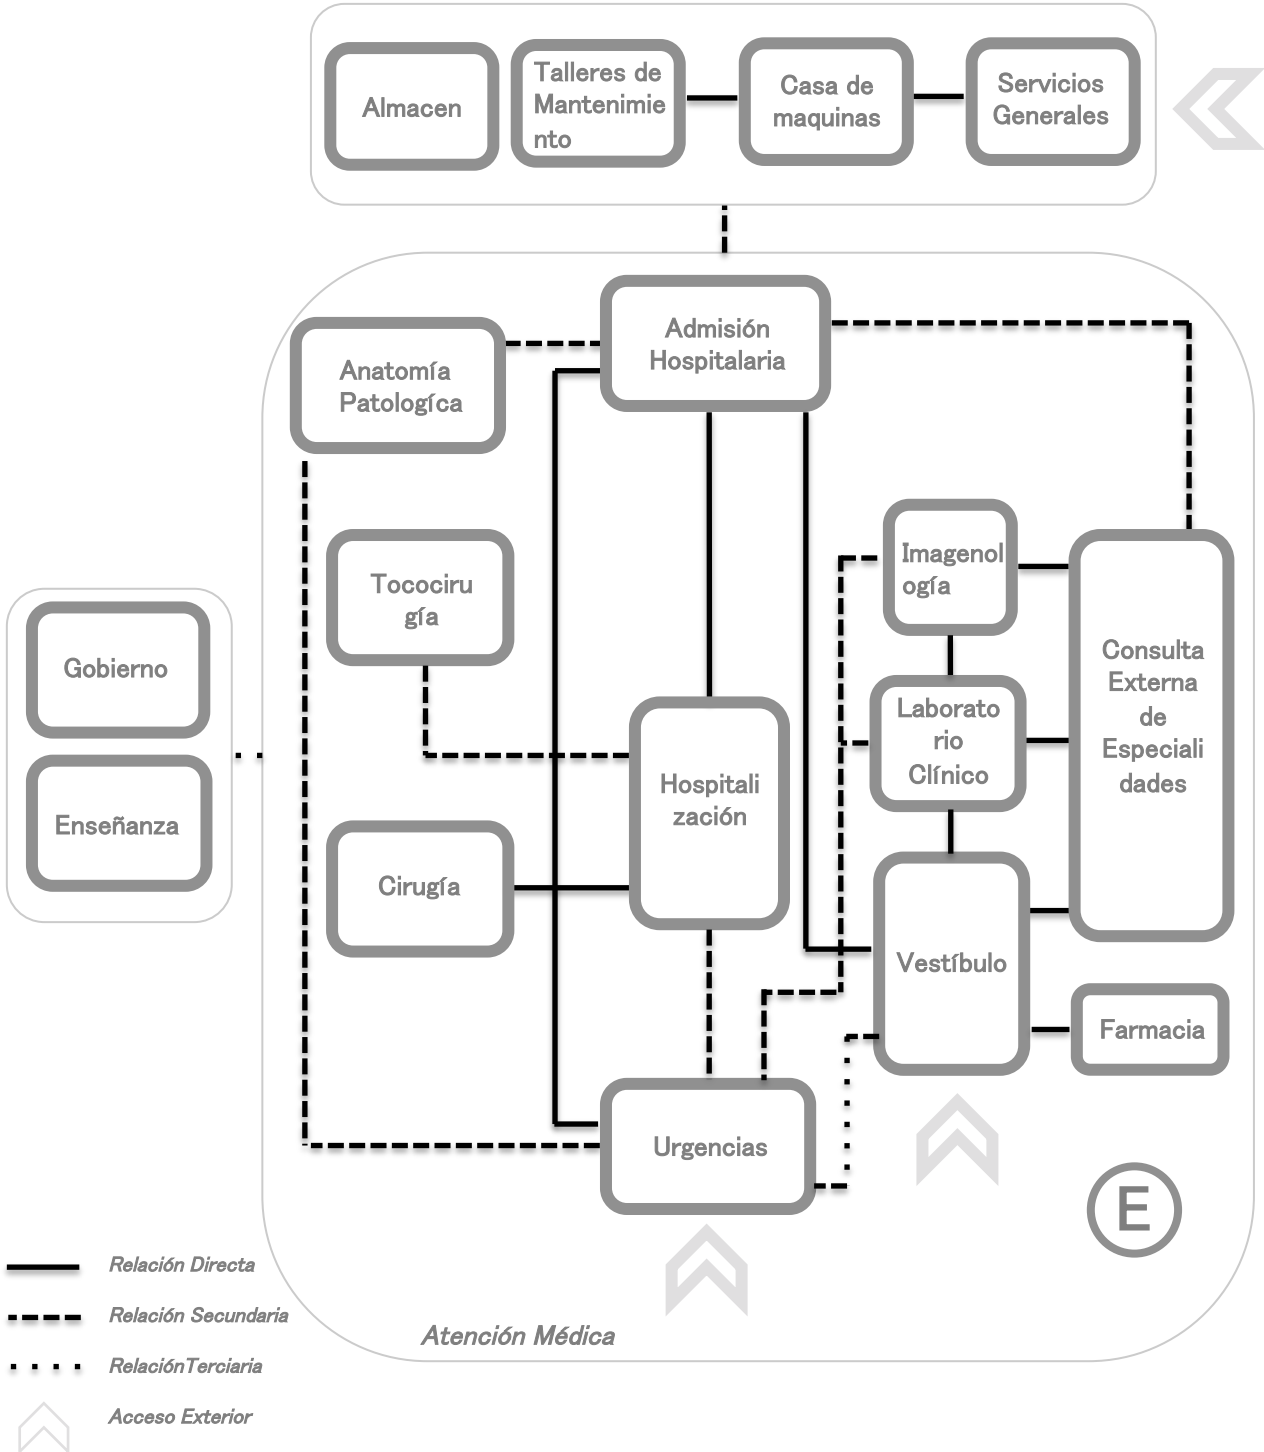 Almacen
Talleres de
Mantenimie
nto
Casa de
maquinas
Servicios
Generales
Admisión
Hospitalaria
Anatomía
Patologíca
Imagenol
ogía
Tocociru
gía
Consulta
Externa
de
Especiali
dades
Gobierno
Laborato
rio
Clínico
Hospitali
zación
Enseñanza
Cirugía
Vestíbulo
Farmacia
Urgencias
E
Relación Directa
Relación Secundaria
Atención Médica
RelaciónTerciaria
Acceso Exterior